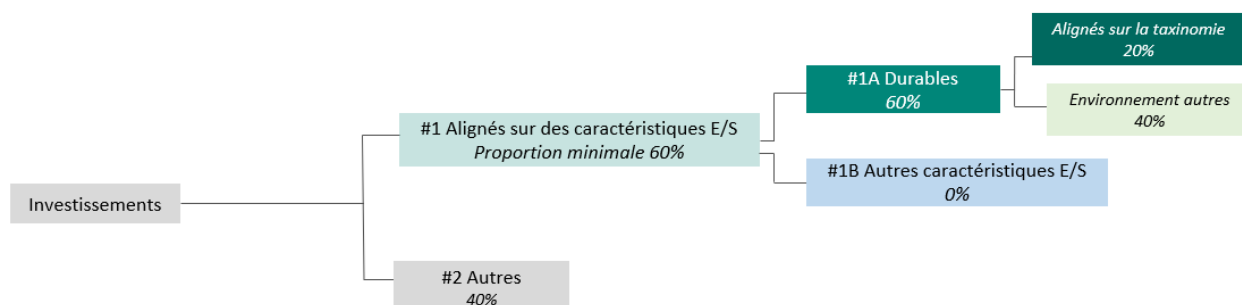 Alignés sur la taxinomie
20%
#1A Durables
60%
Environnement autres
40%
#1 Alignés sur des caractéristiques E/S
Proportion minimale 60%
#1B Autres caractéristiques E/S
0%
Investissements
#2 Autres
40%